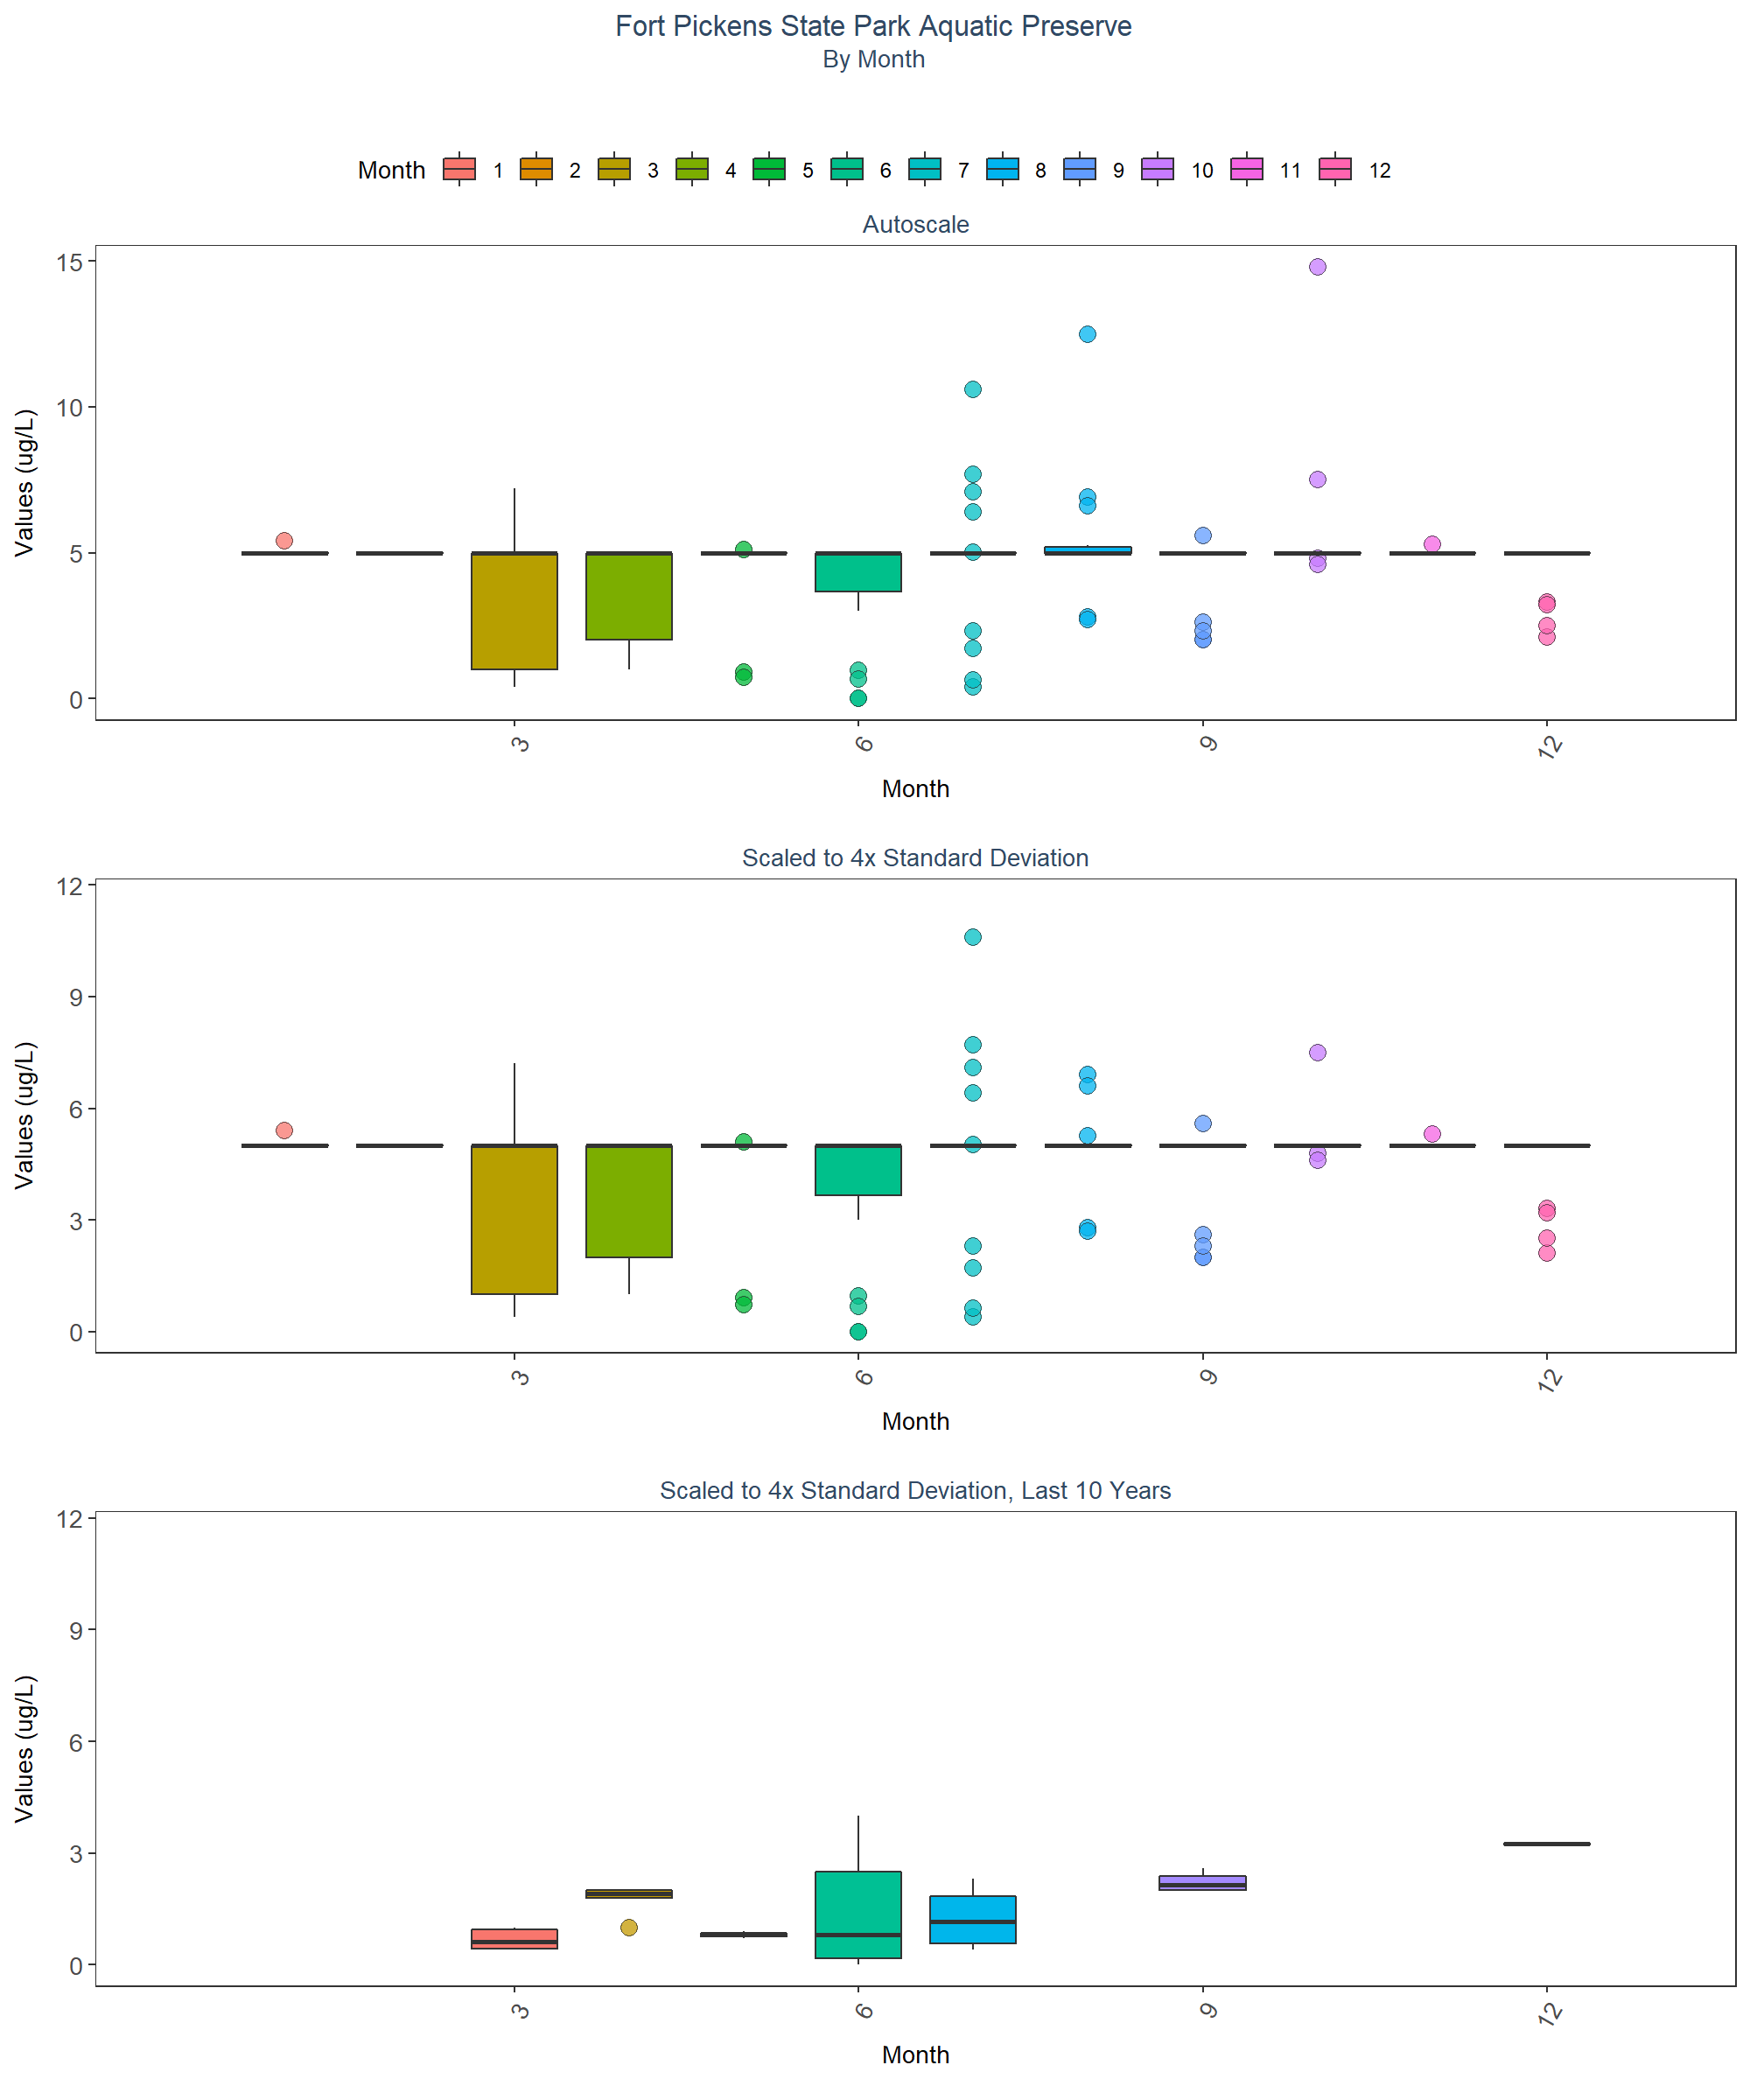 Fort Pickens State Park Aquatic Preserve
By Month
Month 1 2 3 4 5 6 7 8 9 10 11 12
Autoscale
Values (ug/L)
15
10
5
0
3 6 9 12
Month
Scaled to 4x Standard Deviation
Values (ug/L)
12
9
6
3
0
3 6 9 12
Month
Scaled to 4x Standard Deviation, Last 10 Years
Values (ug/L)
12
9
6
3
0
3 6 9 12
Month